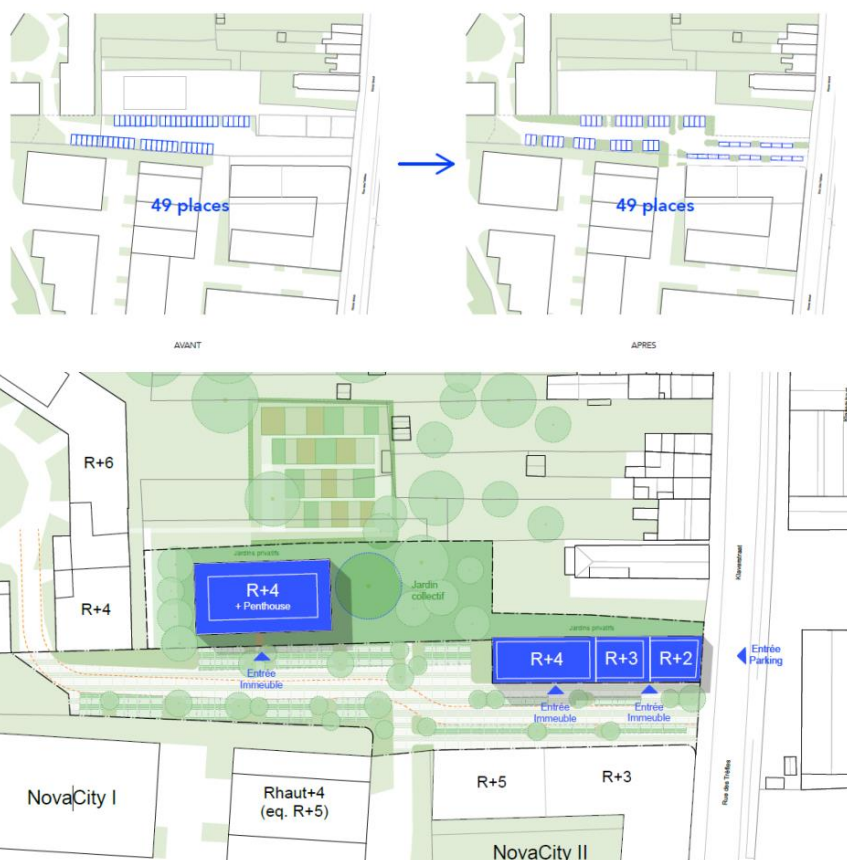 49 places
49 places
AVANT
APRES
R+6
R+4
Jardins privatifs
R+4
+ Penthouse
Jardin
collectif
Jardins privatifs
R+4
R+3
R+2
Entrée
Immeuble
Entrée
Immeuble
Entrée
Immeuble
Entrée
Parking
Klaverstraat
Rue des Trèfles
NovaCity I
Rhaut+4
(eq. R+5)
R+5
R+3
NovaCity II